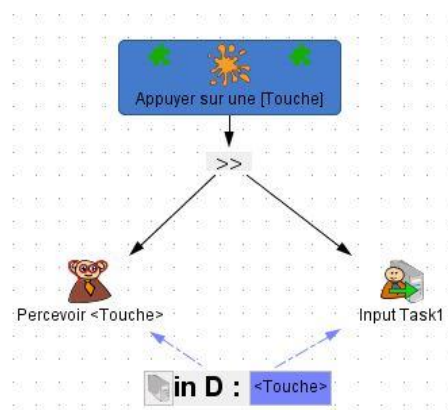 Appuyer sur une [Touche]
>>
Percevoir <Touche>
Input Task1
in D : <Touche>